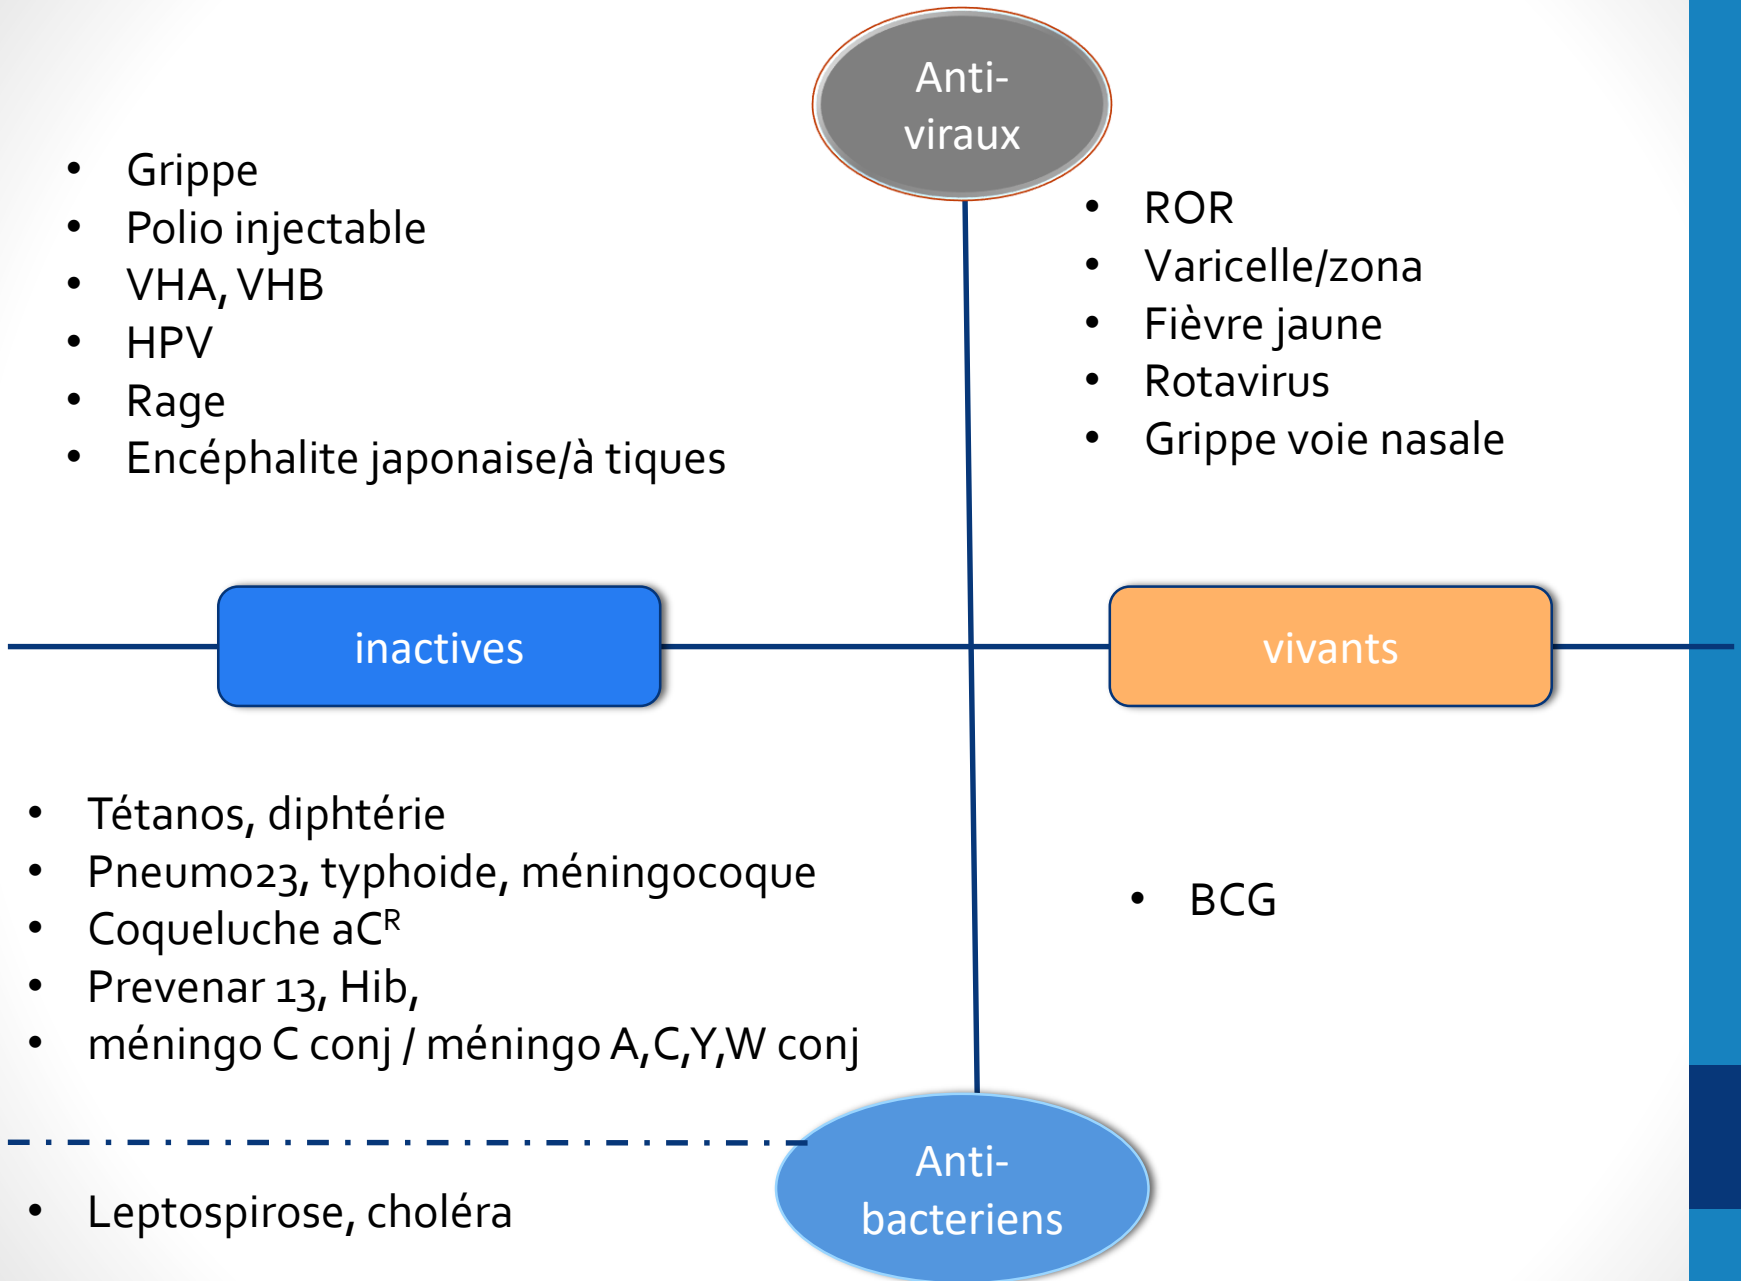 Anti-
viraux
• Grippe
• Polio injectable
• VHA, VHB
• HPV
• Rage
• Encéphalite japonaise/à tiques
• ROR
• Varicelle/zona
• Fièvre jaune
• Rotavirus
• Grippe voie nasale
inactives
vivants
• Tétanos, diphtérie
• Pneumo23, typhoide, méningocoque
• Coqueluche aCᴿ
• Prevenar 13, Hib,
• méningo C conj / méningo A,C,Y,W conj
• BCG
• Leptospirose, choléra
Anti-
bacteriens